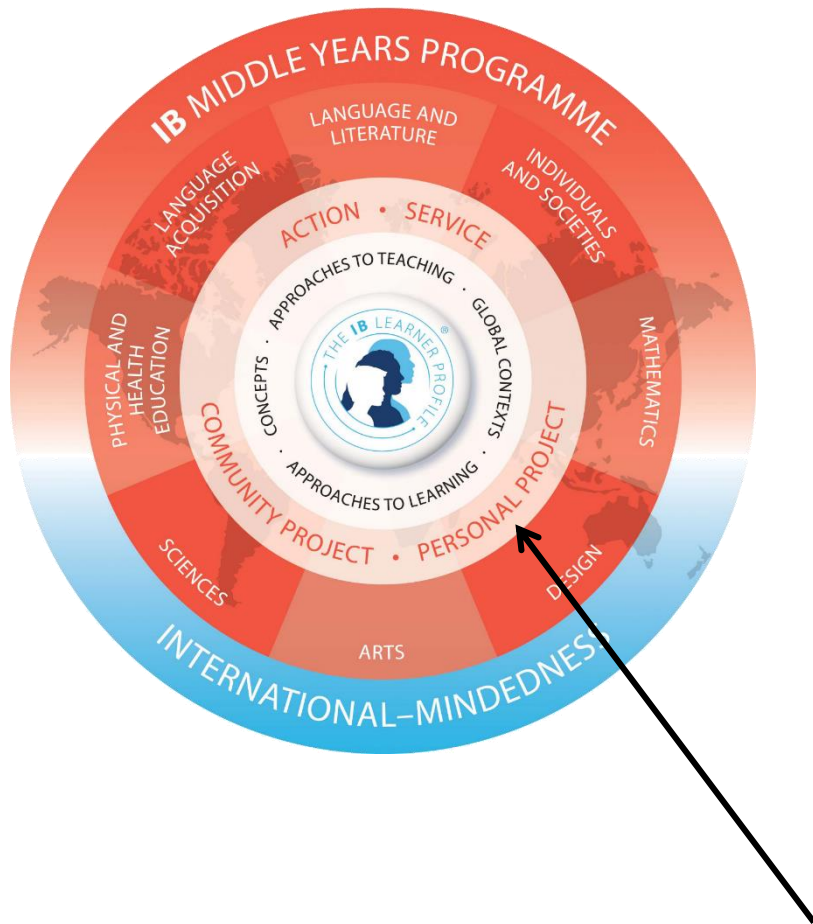 IB MIDDLE YEARS PROGRAMME
LANGUAGE AND
LITERATURE
LANGUAGE
ACQUISITION
INDIVIDUALS
AND SOCIETIES
PHYSICAL AND
HEALTH
EDUCATION
MATHEMATICS
SCIENCES
ARTS
DESIGN
ACTION • SERVICE
COMMUNITY PROJECT • PERSONAL PROJECT
APPROACHES TO TEACHING · GLOBAL CONTEXTS ·
APPROACHES TO LEARNING · CONCEPTS ·
THE IB LEARNER PROFILE ®
INTERNATIONAL–MINDEDNESS